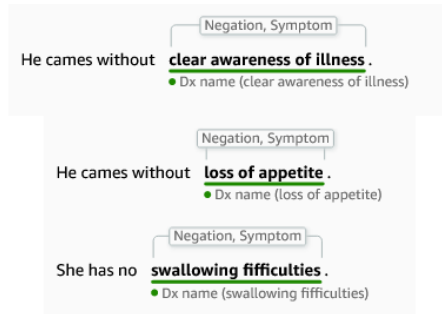 Negation, Symptom
He cames without clear awareness of illness.
Dx name (clear awareness of illness)
Negation, Symptom
He cames without loss of appetite.
Dx name (loss of appetite)
Negation, Symptom
She has no swallowing fifficulties.
Dx name (swallowing fifficulties)